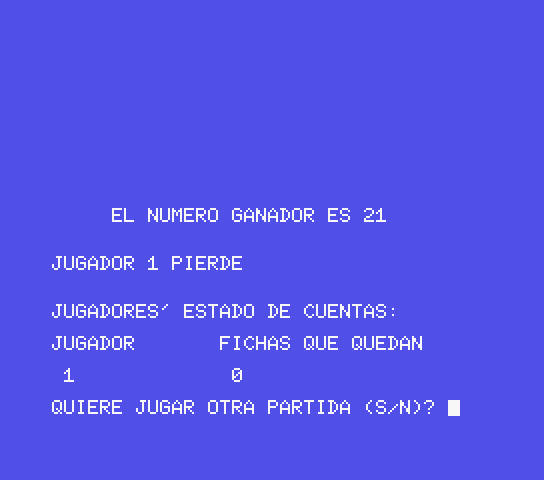 EL NUMERO GANADOR ES 21
JUGADOR 1 PIERDE
JUGADORES' ESTADO DE CUENTAS:
JUGADOR FICHAS QUE QUEDAN
1 0
QUIERE JUGAR OTRA PARTIDA (S/N)?